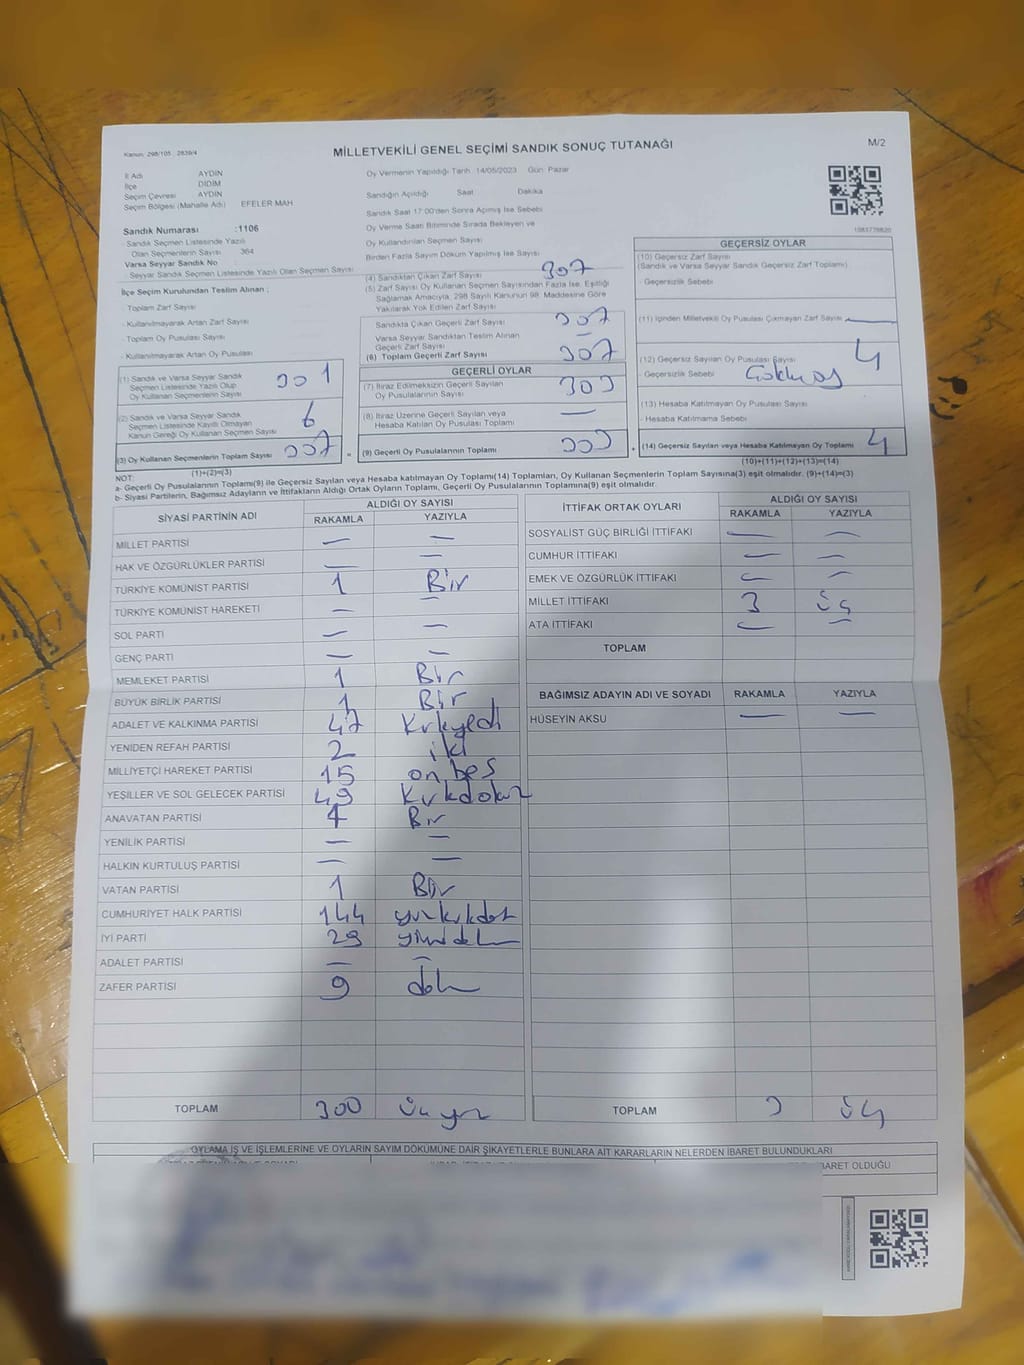 Kanun: 298/105 : 2839/4
MİLLETVEKİLİ GENEL SEÇİMİ SANDIK SONUÇ TUTANAĞI
M/2
İl Adı AYDIN
İlçe DİDİM
Seçim Çevresi AYDIN
Seçim Bölgesi (Mahalle Adı) EFELER MAH
Sandık Numarası :1106
- Sandık Seçmen Listesinde Yazılı
Olan Seçmenlerin Sayısı 364
Varsa Seyyar Sandık No
- Seyyar Sandık Seçmen Listesinde Yazılı Olan Seçmen Sayısı
İlçe Seçim Kurulundan Teslim Alınan ;
- Toplam Zarf Sayısı
- Kullanılmayarak Artan Zarf Sayısı
- Toplam Oy Pusulası Sayısı
- Kullanılmayarak Artan Oy Pusulası
(1) Sandık ve Varsa Seyyar Sandık
Seçmen Listesinde Yazılı Olup
Oy Kullanan Seçmenlerin Sayısı 301
(2) Sandık ve Varsa Seyyar Sandık
Seçmen Listesinde Kayıtlı Olmayan
Kanun Gereği Oy Kullanan Seçmen Sayısı 6
(3) Oy Kullanan Seçmenlerin Toplam Sayısı 307
(1)+(2)=(3)
Oy Vermenin Yapıldığı Tarih 14/05/2023 Gün: Pazar
Sandığın Açıldığı Saat Dakika
Sandık Saat 17:00'den Sonra Açılmış İse Sebebi
Oy Verme Saati Bitiminde Sırada Bekleyen ve
Oy Kullandırılan Seçmen Sayısı
Birden Fazla Sayım Döküm Yapılmış İse Sayısı
(4) Sandıktan Çıkan Zarf Sayısı 307
(5) Zarf Sayısı Oy Kullanan Seçmen Sayısından Fazla İse, Eşitliği
Sağlamak Amacıyla, 298 Sayılı Kanunun 98. Maddesine Göre
Yakılarak Yok Edilen Zarf Sayısı
Sandıkta Çıkan Geçerli Zarf Sayısı 307
Varsa Seyyar Sandıktan Teslim Alınan
Geçerli Zarf Sayısı –
(6) Toplam Geçerli Zarf Sayısı 307
GEÇERLİ OYLAR
(7) İtiraz Edilmeksizin Geçerli Sayılan
Oy Pusulalarının Sayısı 303
(8) İtiraz Üzerine Geçerli Sayılan veya
Hesaba Katılan Oy Pusulası Toplamı —
= (9) Geçerli Oy Pusulalarının Toplamı 303
1083778820
GEÇERSİZ OYLAR
(10) Geçersiz Zarf Sayısı
(Sandık ve Varsa Seyyar Sandık Geçersiz Zarf Toplamı)
- Geçersizlik Sebebi
(11) İçinden Milletvekili Oy Pusulası Çıkmayan Zarf Sayısı —
(12) Geçersiz Sayılan Oy Pusulası Sayısı 4
- Geçersizlik Sebebi
(13) Hesaba Katılmayan Oy Pusulası Sayısı
Hesaba Katılmama Sebebi
+ (14) Geçersiz Sayılan veya Hesaba Katılmayan Oy Toplamı 4
(10)+(11)+(12)+(13)=(14)
NOT:
a- Geçerli Oy Pusulalarının Toplamı(9) ile Geçersiz Sayılan veya Hesaba katılmayan Oy Toplamı(14) Toplamları, Oy Kullanan Seçmenlerin Toplam Sayısına(3) eşit olmalıdır. (9)+(14)=(3)
b- Siyasi Partilerin, Bağımsız Adayların ve İttifakların Aldığı Ortak Oyların Toplamı, Geçerli Oy Pusulalarının Toplamına(9) eşit olmalıdır.
SİYASİ PARTİNİN ADI ALDIĞI OY SAYISI
RAKAMLA YAZIYLA
MİLLET PARTİSİ — —
HAK VE ÖZGÜRLÜKLER PARTİSİ — —
TÜRKİYE KOMÜNİST PARTİSİ 1 Bir
TÜRKİYE KOMÜNİST HAREKETİ — —
SOL PARTİ — —
GENÇ PARTİ — —
MEMLEKET PARTİSİ 1 Bir
BÜYÜK BİRLİK PARTİSİ 1 Bir
ADALET VE KALKINMA PARTİSİ 47 Kırkyedi
YENİDEN REFAH PARTİSİ 2 iki
MİLLİYETÇİ HAREKET PARTİSİ 15 on beş
YEŞİLLER VE SOL GELECEK PARTİSİ 49 Kırkdokuz
ANAVATAN PARTİSİ 1 Bir
YENİLİK PARTİSİ — —
HALKIN KURTULUŞ PARTİSİ — —
VATAN PARTİSİ 1 Bir
CUMHURİYET HALK PARTİSİ 144 yüzkırkdört
İYİ PARTİ 29 yirmidokuz
ADALET PARTİSİ — —
ZAFER PARTİSİ 9 dokuz
TOPLAM 300 üç yüz
İTTİFAK ORTAK OYLARI ALDIĞI OY SAYISI
RAKAMLA YAZIYLA
SOSYALİST GÜÇ BİRLİĞİ İTTİFAKI — —
CUMHUR İTTİFAKI — —
EMEK VE ÖZGÜRLÜK İTTİFAKI — —
MİLLET İTTİFAKI 3 üç
ATA İTTİFAKI — —
TOPLAM
BAĞIMSIZ ADAYIN ADI VE SOYADI RAKAMLA YAZIYLA
HÜSEYİN AKSU — —
TOPLAM 3 üç
OYLAMA İŞ VE İŞLEMLERİNE VE OYLARIN SAYIM DÖKÜMÜNE DAİR ŞİKAYETLERLE BUNLARA AİT KARARLARIN NELERDEN İBARET BULUNDUKLARI
İBARET OLDUĞU